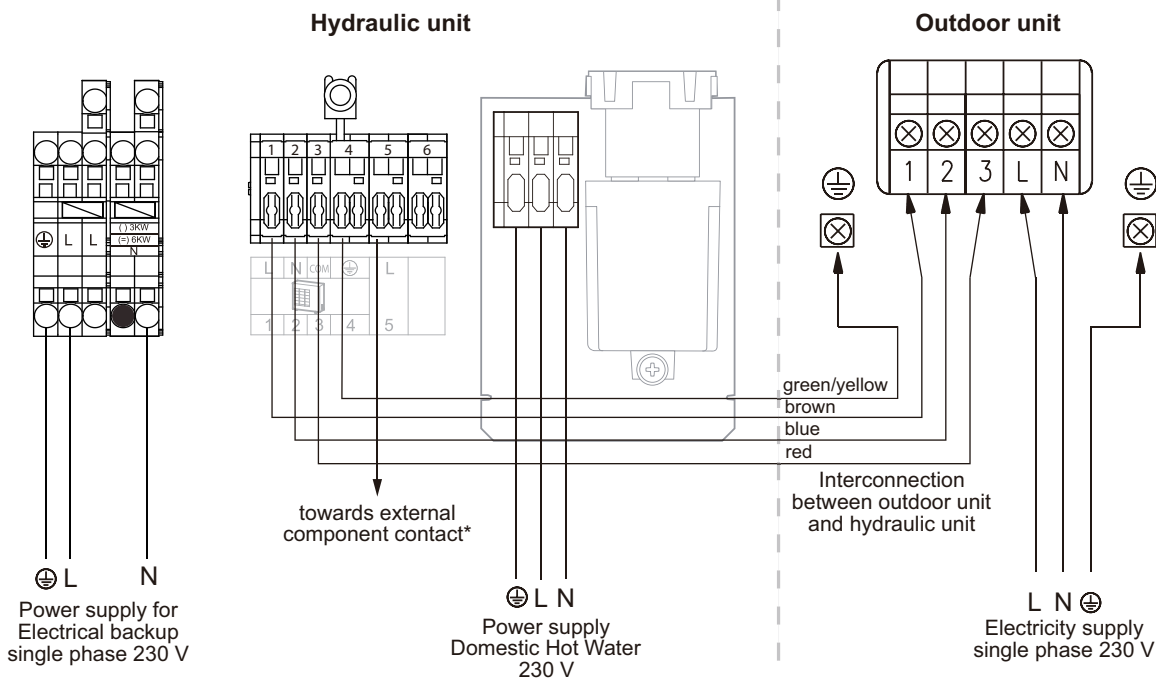 Hydraulic unit
Outdoor unit
1 2 3 4 5 6
L L
( ) 3KW
(=) 6KW
N
L N COM L
1 2 3 4 5
1 2 3 L N
green/yellow
brown
blue
red
Interconnection
between outdoor unit
and hydraulic unit
towards external
component contact*
L N
Power supply for
Electrical backup
single phase 230 V
L N
Power supply
Domestic Hot Water
230 V
L N
Electricity supply
single phase 230 V